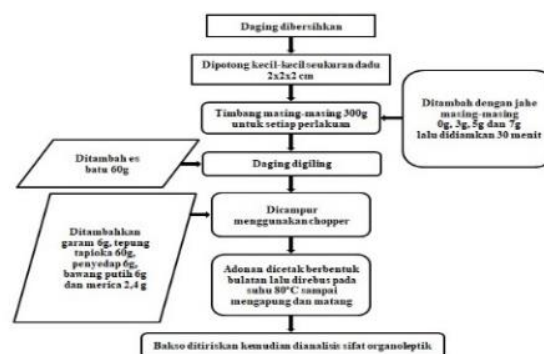 Daging dibersihkan
Dipotong kecil-kecil seukuran dadu
2x2x2 cm
Timbang masing-masing 300g
untuk setiap perlakuan
Ditambah dengan jahe
masing-masing
0g, 3g, 5g dan 7g
lalu didiamkan 30 menit
Ditambah es
batu 60g
Daging digiling
Dicampur
menggunakan chopper
Ditambahkan
garam 6g, tepung
tapioka 60g,
penyedap 6g,
bawang putih 6g
dan merica 2,4 g
Adonan dicetak berbentuk
bulatan lalu direbus pada
suhu 80°C sampai
mengapung dan matang
Bakso ditiriskan kemudian dianalisis sifat organoleptik